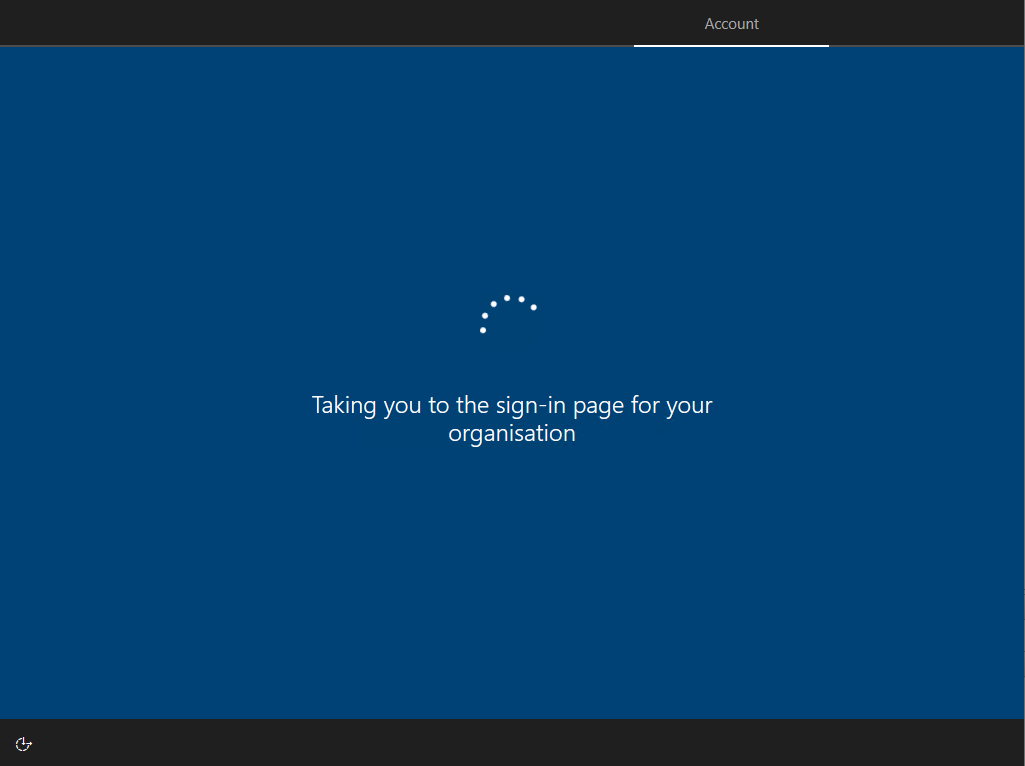 Account
Taking you to the sign-in page for your
organisation